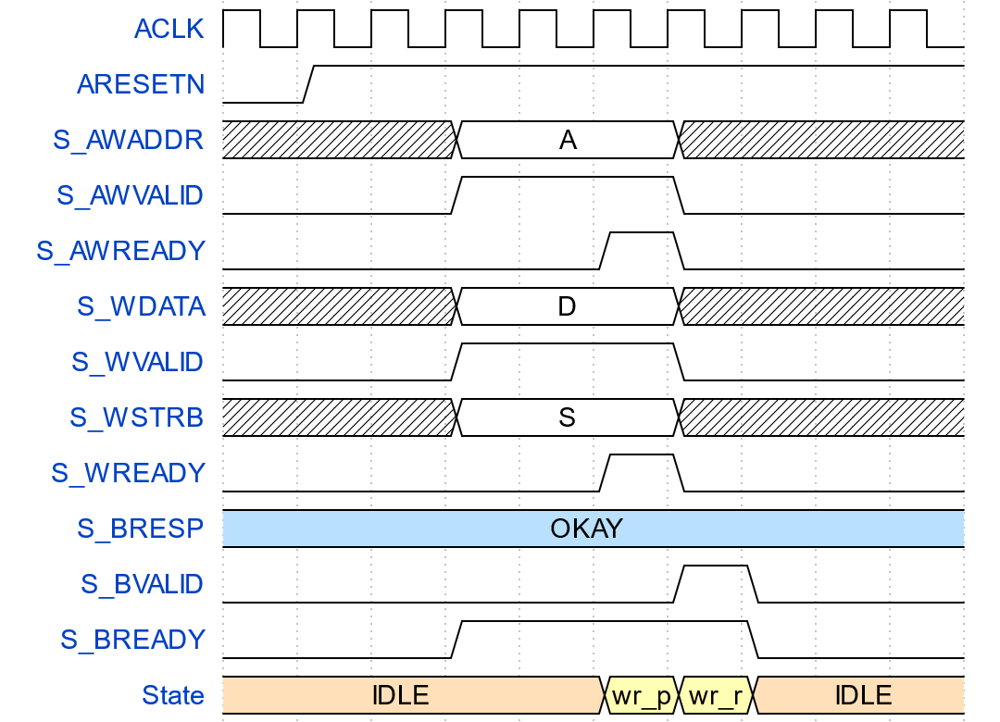 ACLK
ARESETN
S_AWADDR A
S_AWVALID
S_AWREADY
S_WDATA D
S_WVALID
S_WSTRB S
S_WREADY
S_BRESP OKAY
S_BVALID
S_BREADY
State IDLE wr_p wr_r IDLE